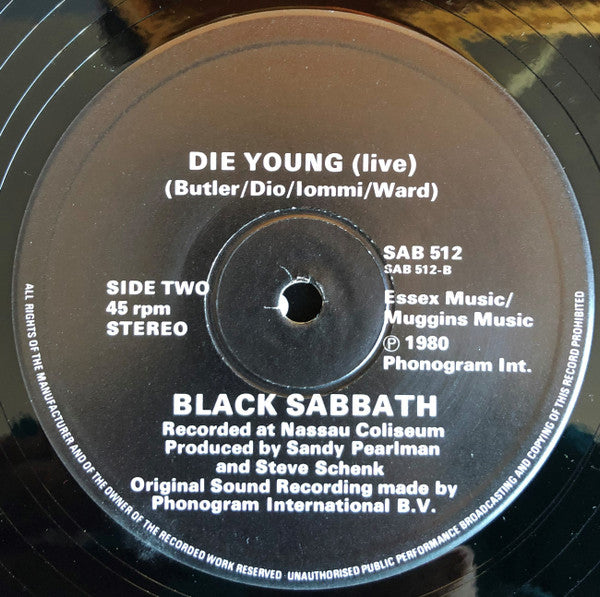 DIE YOUNG (live)
(Butler/Dio/Iommi/Ward)
SAB 512
SAB 512-B
SIDE TWO
45 rpm
STEREO
Essex Music/
Muggins Music
℗ 1980
Phonogram Int.
BLACK SABBATH
Recorded at Nassau Coliseum
Produced by Sandy Pearlman
and Steve Schenk
Original Sound Recording made by
Phonogram International B.V.
ALL RIGHTS OF THE MANUFACTURER AND OF THE OWNER OF THE RECORDED WORK RESERVED · UNAUTHORISED PUBLIC PERFORMANCE BROADCASTING AND COPYING OF THIS RECORD PROHIBITED